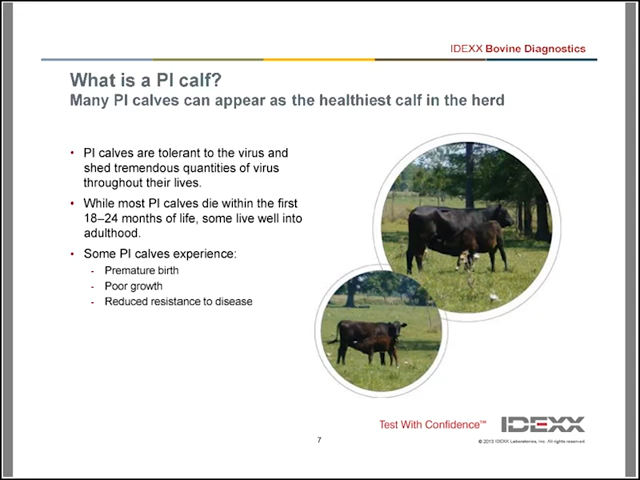 IDEXX Bovine Diagnostics
What is a PI calf?
Many PI calves can appear as the healthiest calf in the herd
• PI calves are tolerant to the virus and
shed tremendous quantities of virus
throughout their lives.
• While most PI calves die within the first
18–24 months of life, some live well into
adulthood.
• Some PI calves experience:
- Premature birth
- Poor growth
- Reduced resistance to disease
Test With Confidence™
IDEXX
7
© 2013 IDEXX Laboratories, Inc. All rights reserved.